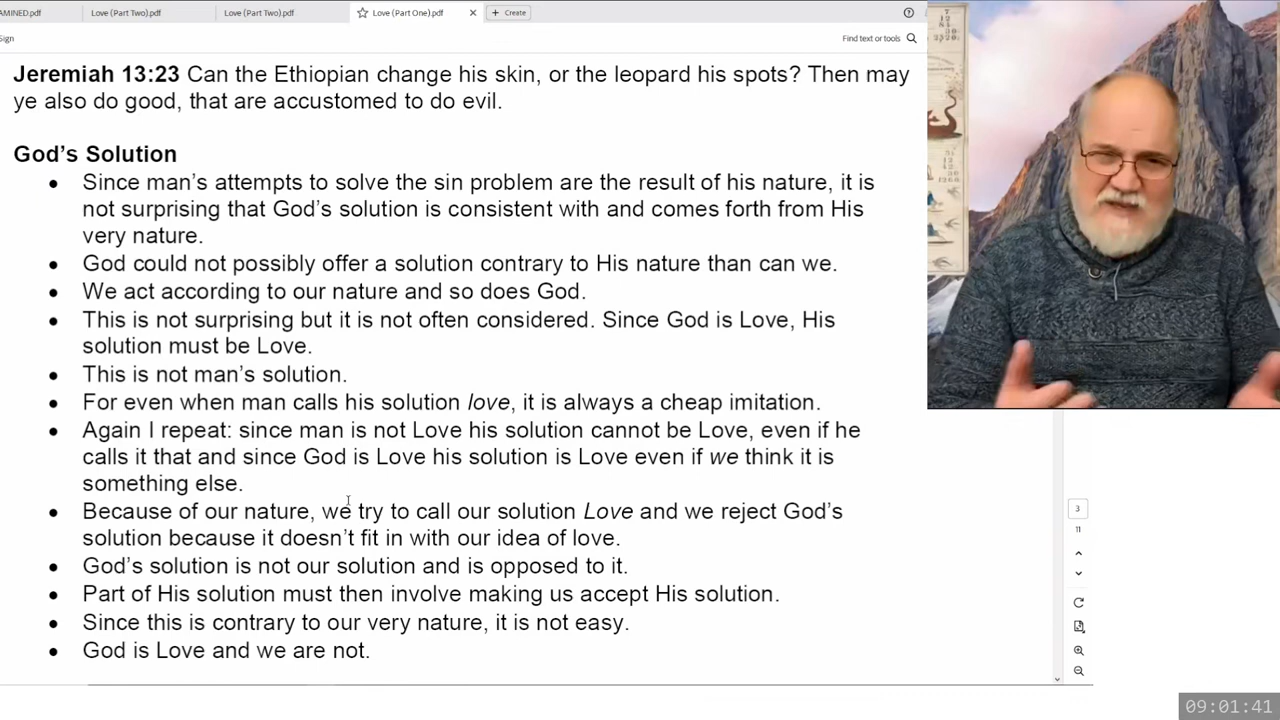 AMINED.pdf
Love (Part Two).pdf
Love (Part Two).pdf
Love (Part One).pdf
Create
Sign
Find text or tools
Jeremiah 13:23 Can the Ethiopian change his skin, or the leopard his spots? Then may
ye also do good, that are accustomed to do evil.
God’s Solution
• Since man’s attempts to solve the sin problem are the result of his nature, it is
not surprising that God’s solution is consistent with and comes forth from His
very nature.
• God could not possibly offer a solution contrary to His nature than can we.
• We act according to our nature and so does God.
• This is not surprising but it is not often considered. Since God is Love, His
solution must be Love.
• This is not man’s solution.
• For even when man calls his solution love, it is always a cheap imitation.
• Again I repeat: since man is not Love his solution cannot be Love, even if he
calls it that and since God is Love his solution is Love even if we think it is
something else.
• Because of our nature, we try to call our solution Love and we reject God’s
solution because it doesn’t fit in with our idea of love.
• God’s solution is not our solution and is opposed to it.
• Part of His solution must then involve making us accept His solution.
• Since this is contrary to our very nature, it is not easy.
• God is Love and we are not.
3
11
09:01:41